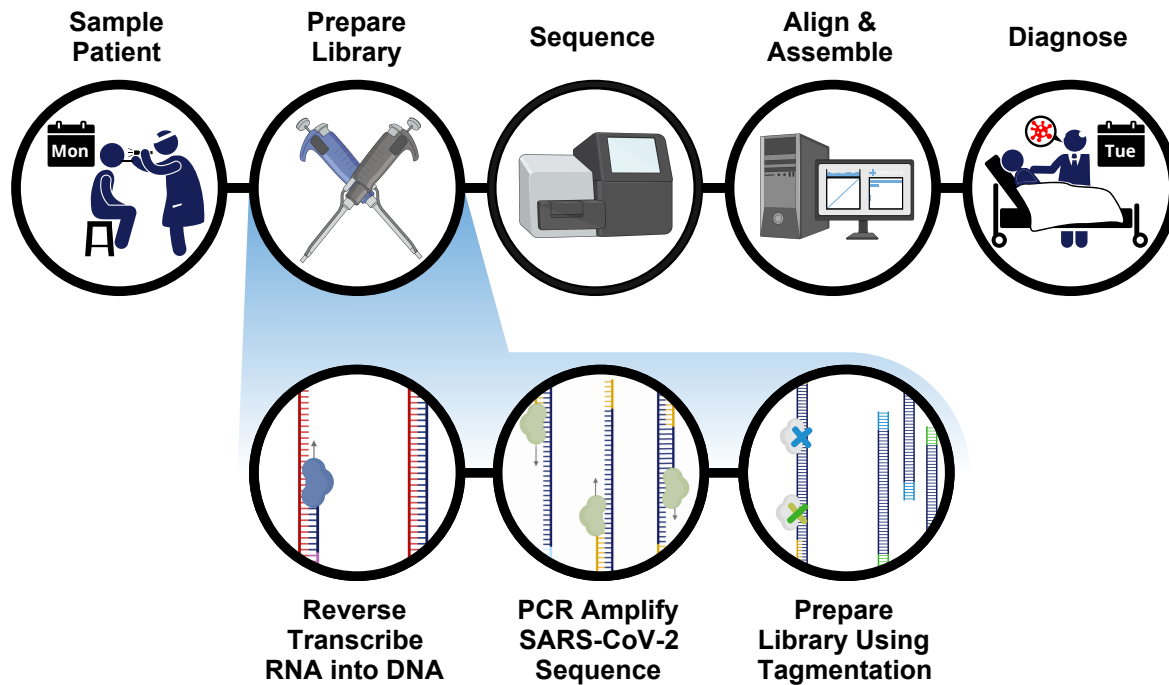 Sample
Patient
Prepare
Library
Sequence
Align &
Assemble
Diagnose
Mon
Tue
Reverse
Transcribe
RNA into DNA
PCR Amplify
SARS-CoV-2
Sequence
Prepare
Library Using
Tagmentation